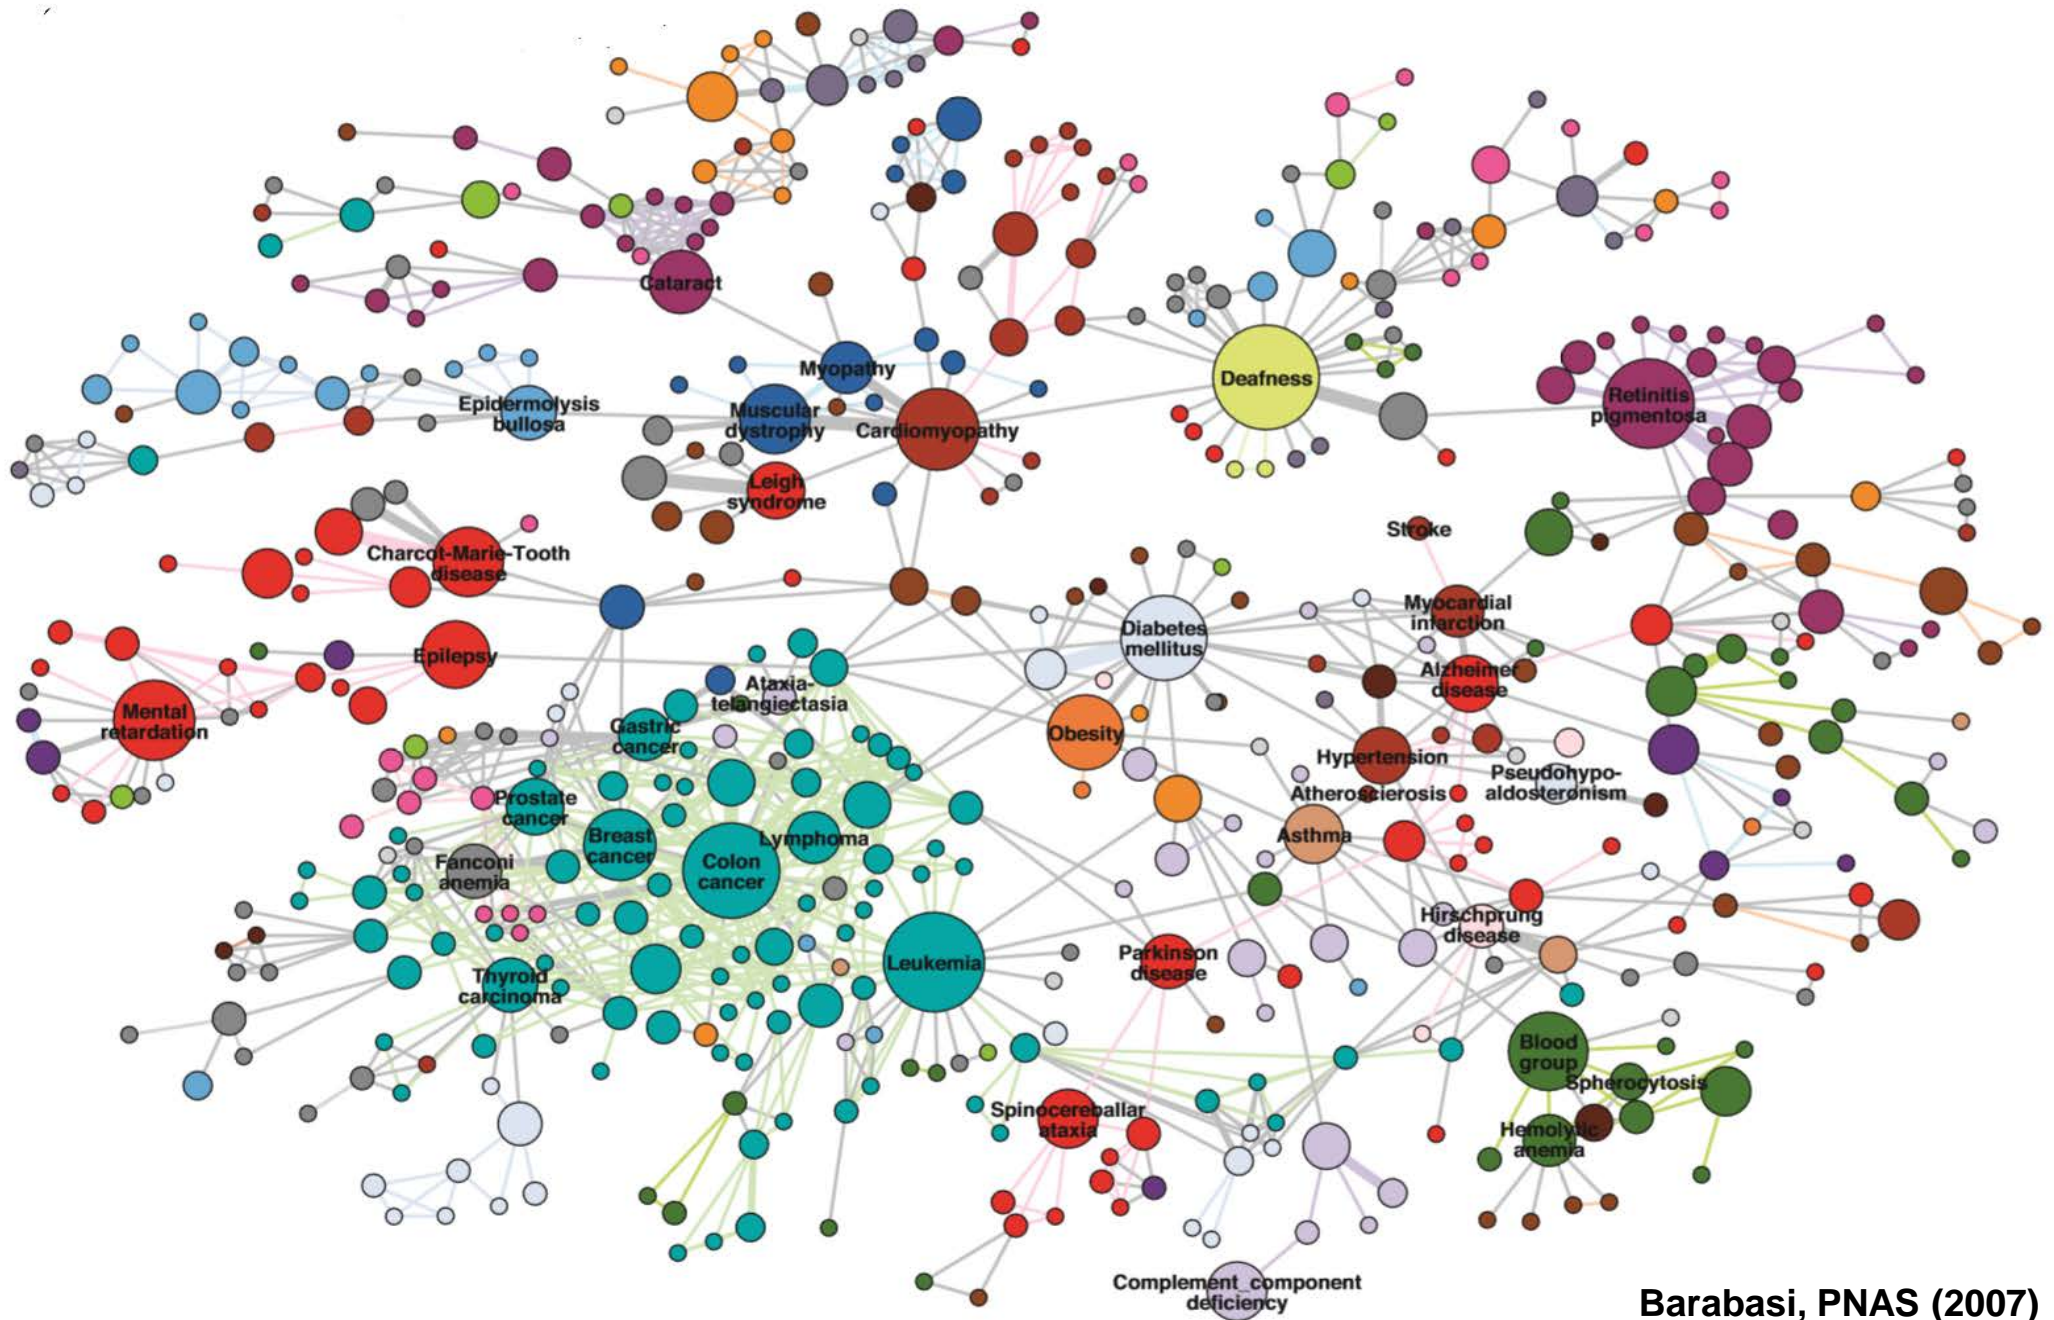 Cataract
Myopathy
Deafness
Retinitis
pigmentosa
Epidermolysis
bullosa
Muscular
dystrophy
Cardiomyopathy
Leigh
syndrome
Stroke
Charcot-Marie-Tooth
disease
Myocardial
infarction
Diabetes
mellitus
Epilepsy
Alzheimer
disease
Ataxia-
telangiectasia
Mental
retardation
Gastric
cancer
Obesity
Hypertension
Pseudohypo-
aldosteronism
Prostate
cancer
Atheroscierosis
Breast
cancer
Lymphoma
Asthma
Colon
cancer
Fanconi
anemia
Hirschprung
disease
Leukemia
Parkinson
disease
Thyroid
carcinoma
Blood
group
Spherocytosis
Spinocereballar
ataxia
Hemolytic
anemia
Complement_component
deficiency
Barabasi, PNAS (2007)